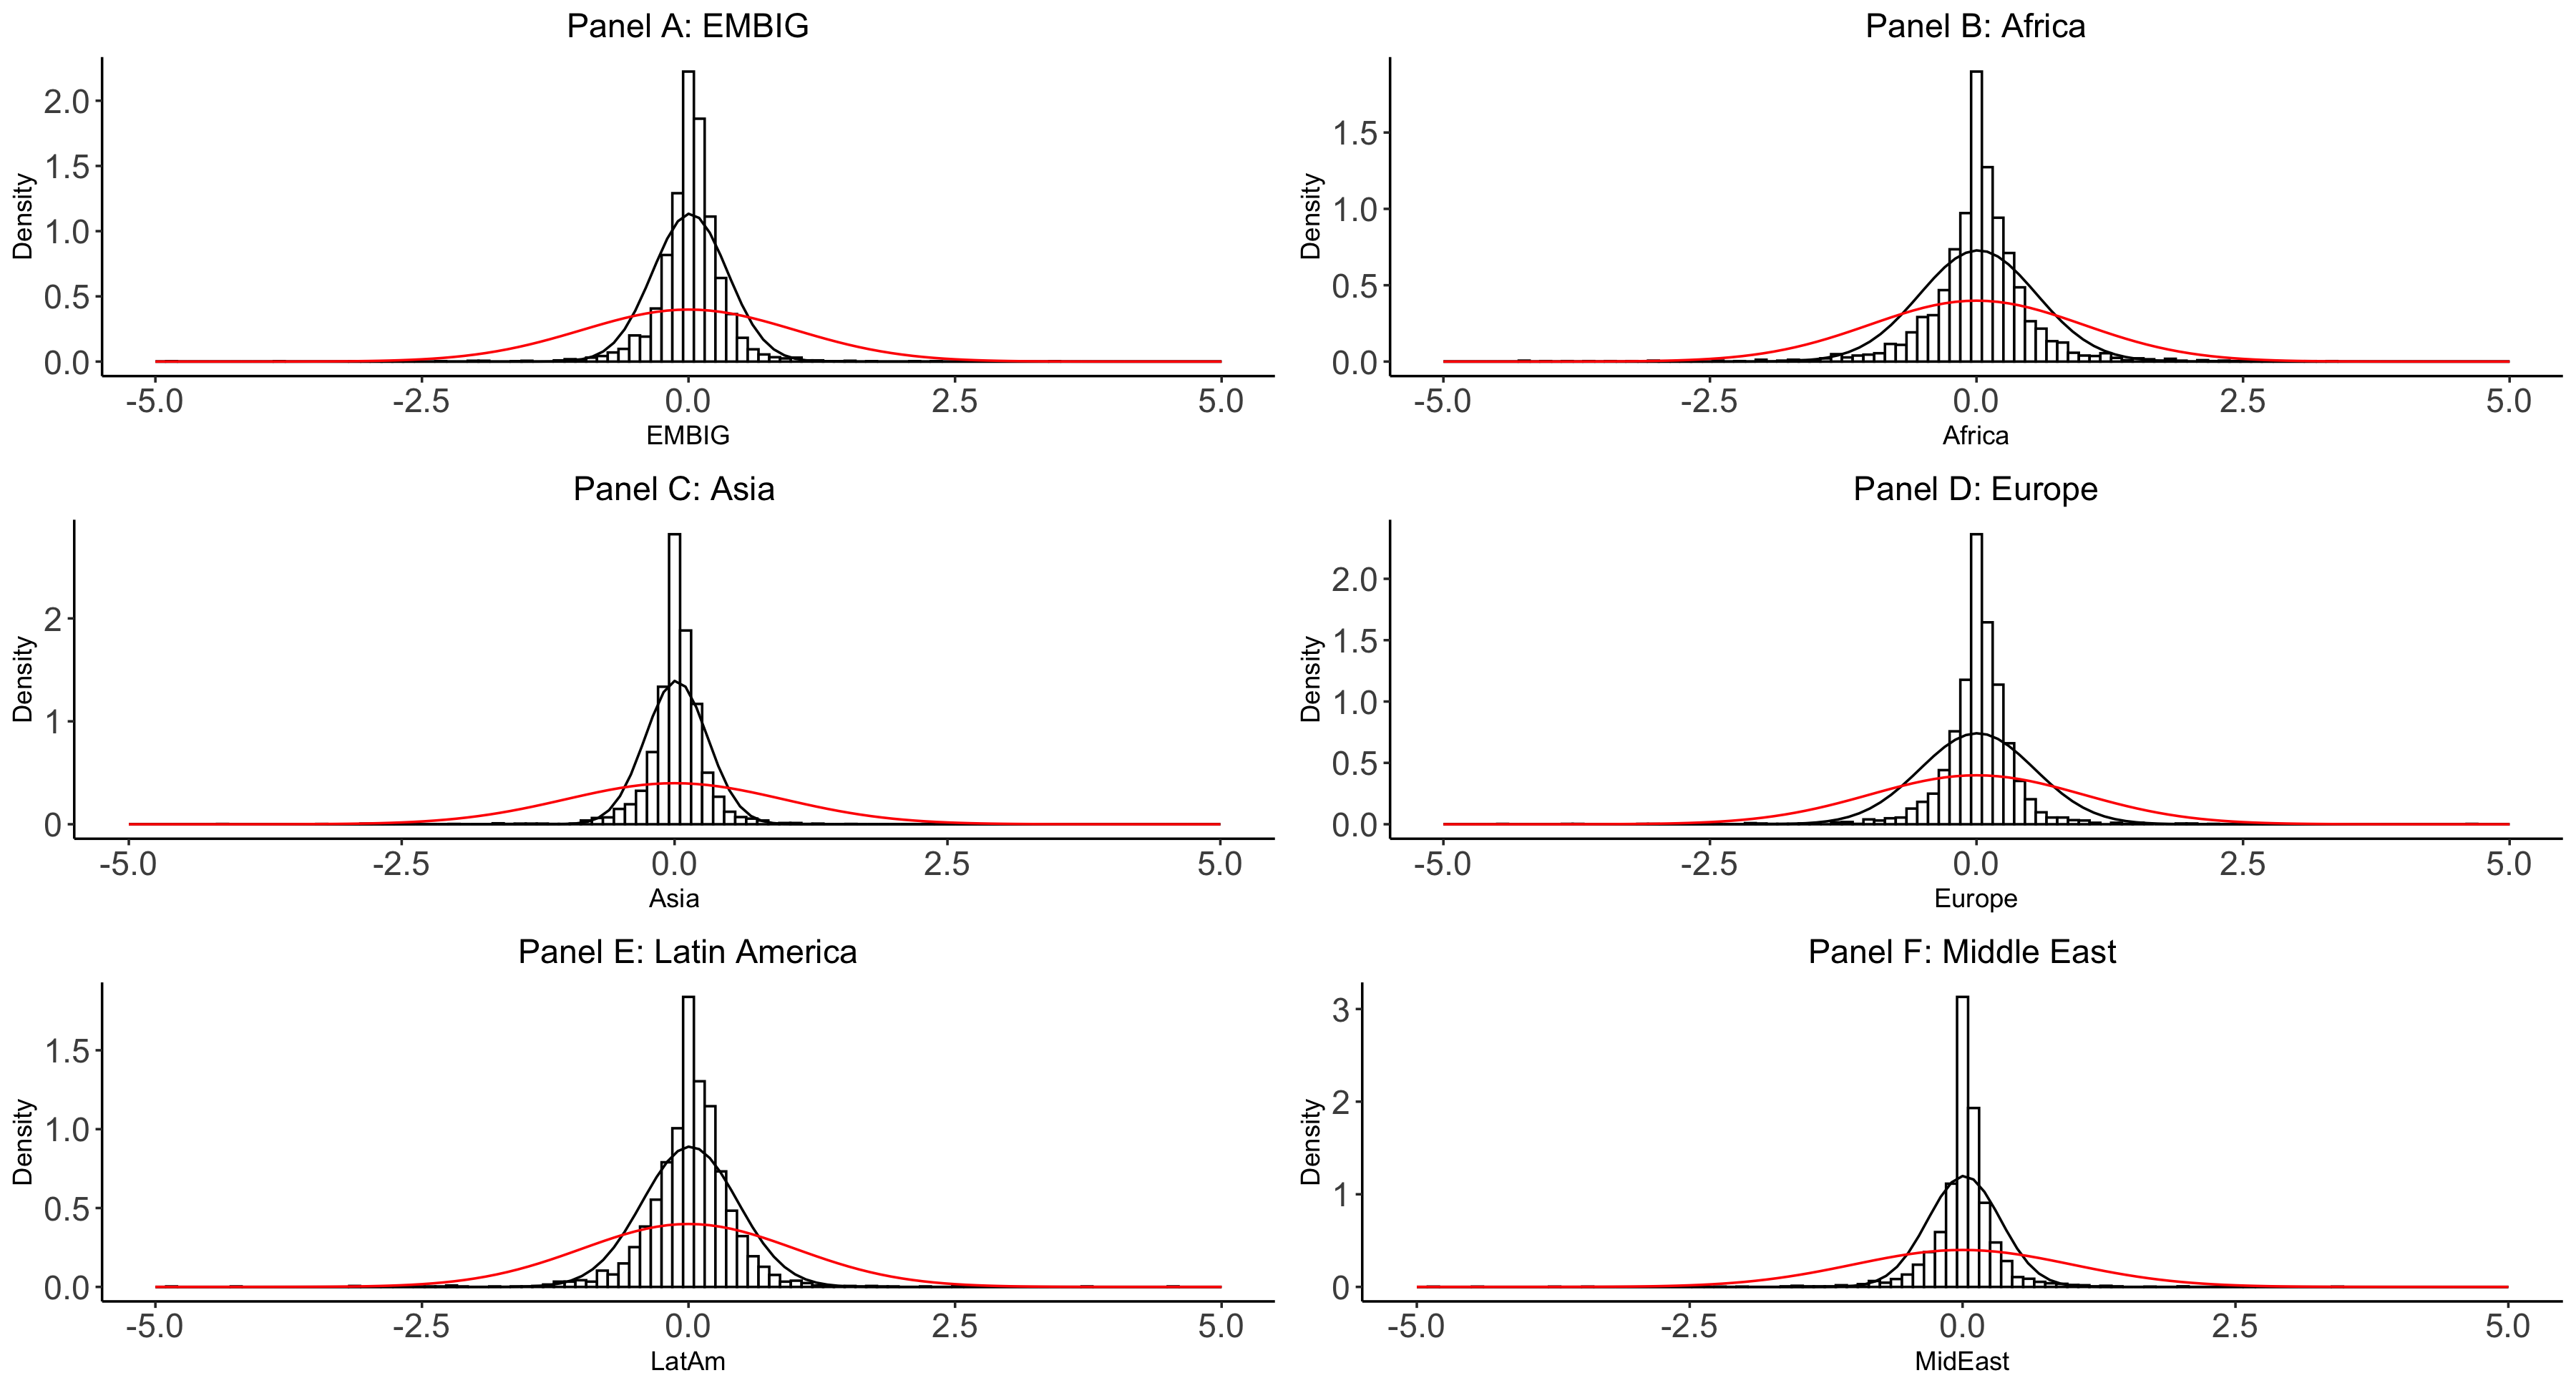 Panel A: EMBIG
Density
2.0
1.5
1.0
0.5
0.0
-5.0 -2.5 0.0 2.5 5.0
EMBIG
Panel B: Africa
Density
1.5
1.0
0.5
0.0
-5.0 -2.5 0.0 2.5 5.0
Africa
Panel C: Asia
Density
2
1
0
-5.0 -2.5 0.0 2.5 5.0
Asia
Panel D: Europe
Density
2.0
1.5
1.0
0.5
0.0
-5.0 -2.5 0.0 2.5 5.0
Europe
Panel E: Latin America
Density
1.5
1.0
0.5
0.0
-5.0 -2.5 0.0 2.5 5.0
LatAm
Panel F: Middle East
Density
3
2
1
0
-5.0 -2.5 0.0 2.5 5.0
MidEast